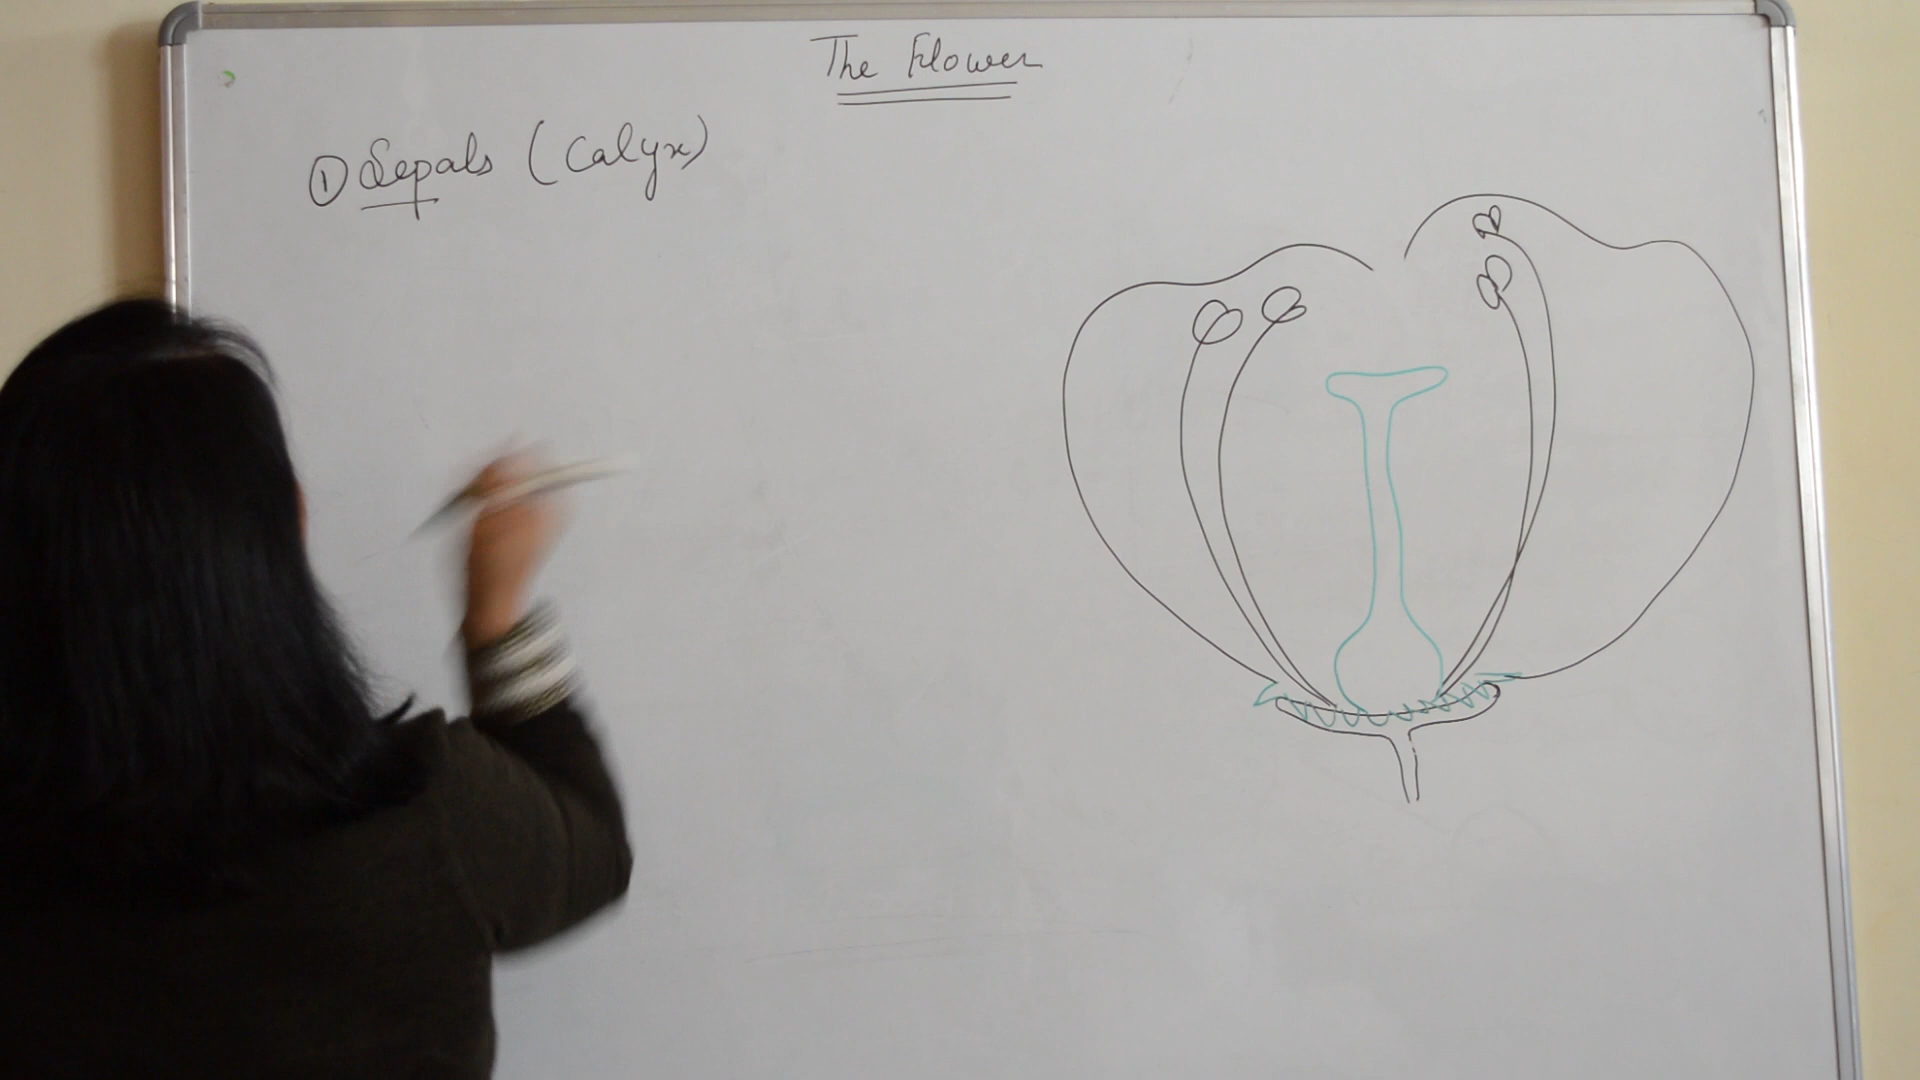 The Flower
① Sepals (Calyx)